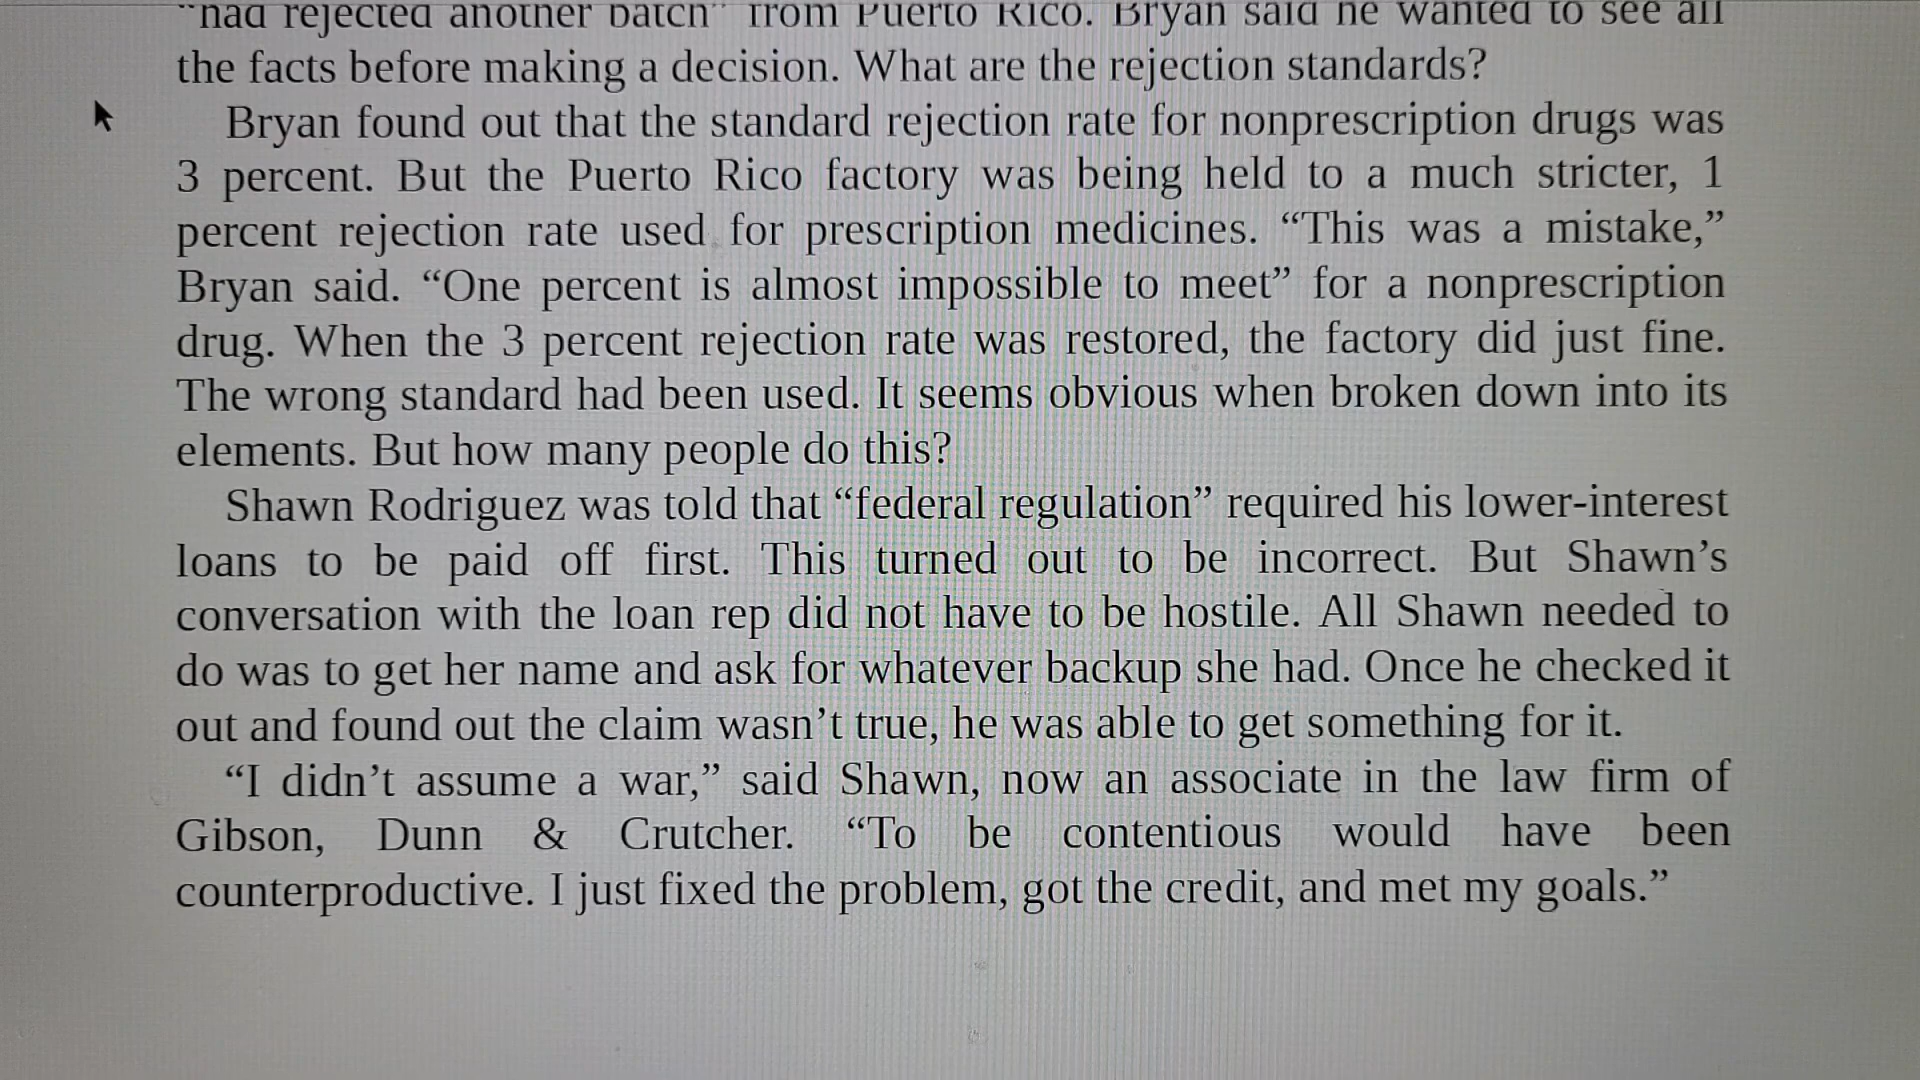 "had rejected another batch" from Puerto Rico. Bryan said he wanted to see all
the facts before making a decision. What are the rejection standards?
Bryan found out that the standard rejection rate for nonprescription drugs was
3 percent. But the Puerto Rico factory was being held to a much stricter, 1
percent rejection rate used for prescription medicines. “This was a mistake,”
Bryan said. “One percent is almost impossible to meet” for a nonprescription
drug. When the 3 percent rejection rate was restored, the factory did just fine.
The wrong standard had been used. It seems obvious when broken down into its
elements. But how many people do this?
Shawn Rodriguez was told that “federal regulation” required his lower-interest
loans to be paid off first. This turned out to be incorrect. But Shawn’s
conversation with the loan rep did not have to be hostile. All Shawn needed to
do was to get her name and ask for whatever backup she had. Once he checked it
out and found out the claim wasn’t true, he was able to get something for it.
“I didn’t assume a war,” said Shawn, now an associate in the law firm of
Gibson, Dunn & Crutcher. “To be contentious would have been
counterproductive. I just fixed the problem, got the credit, and met my goals.”